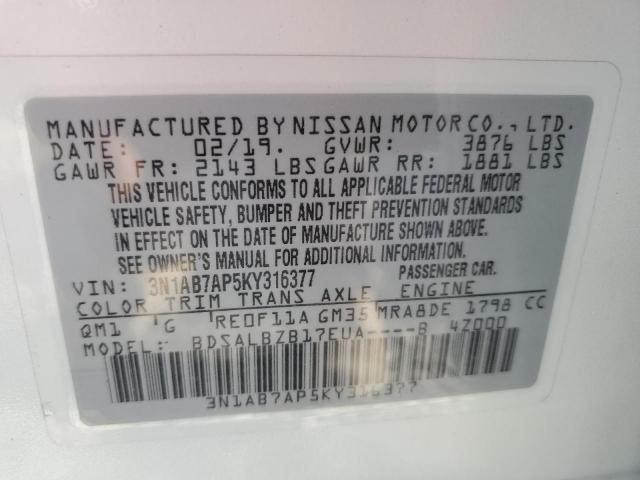 MANUFACTURED BY NISSAN MOTOR CO., LTD.
DATE: 02/19. GVWR: 3876 LBS
GAWR FR: 2143 LBS GAWR RR: 1881 LBS
THIS VEHICLE CONFORMS TO ALL APPLICABLE FEDERAL MOTOR
VEHICLE SAFETY, BUMPER AND THEFT PREVENTION STANDARDS
IN EFFECT ON THE DATE OF MANUFACTURE SHOWN ABOVE.
SEE OWNER'S MANUAL FOR ADDITIONAL INFORMATION.
VIN: 3N1AB7AP5KY316377 PASSENGER CAR.
COLOR TRIM TRANS AXLE ENGINE
QM1 G RE0F11A GM35 MRA8DE 1798 CC
MODEL: BDSALBZB17EUA----B 4Z000
3N1AB7AP5KY316377